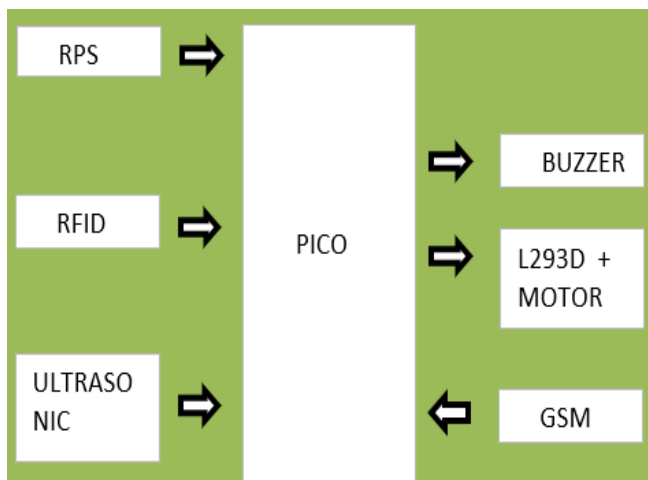 RPS
RFID
ULTRASO
NIC
PICO
BUZZER
L293D +
MOTOR
GSM